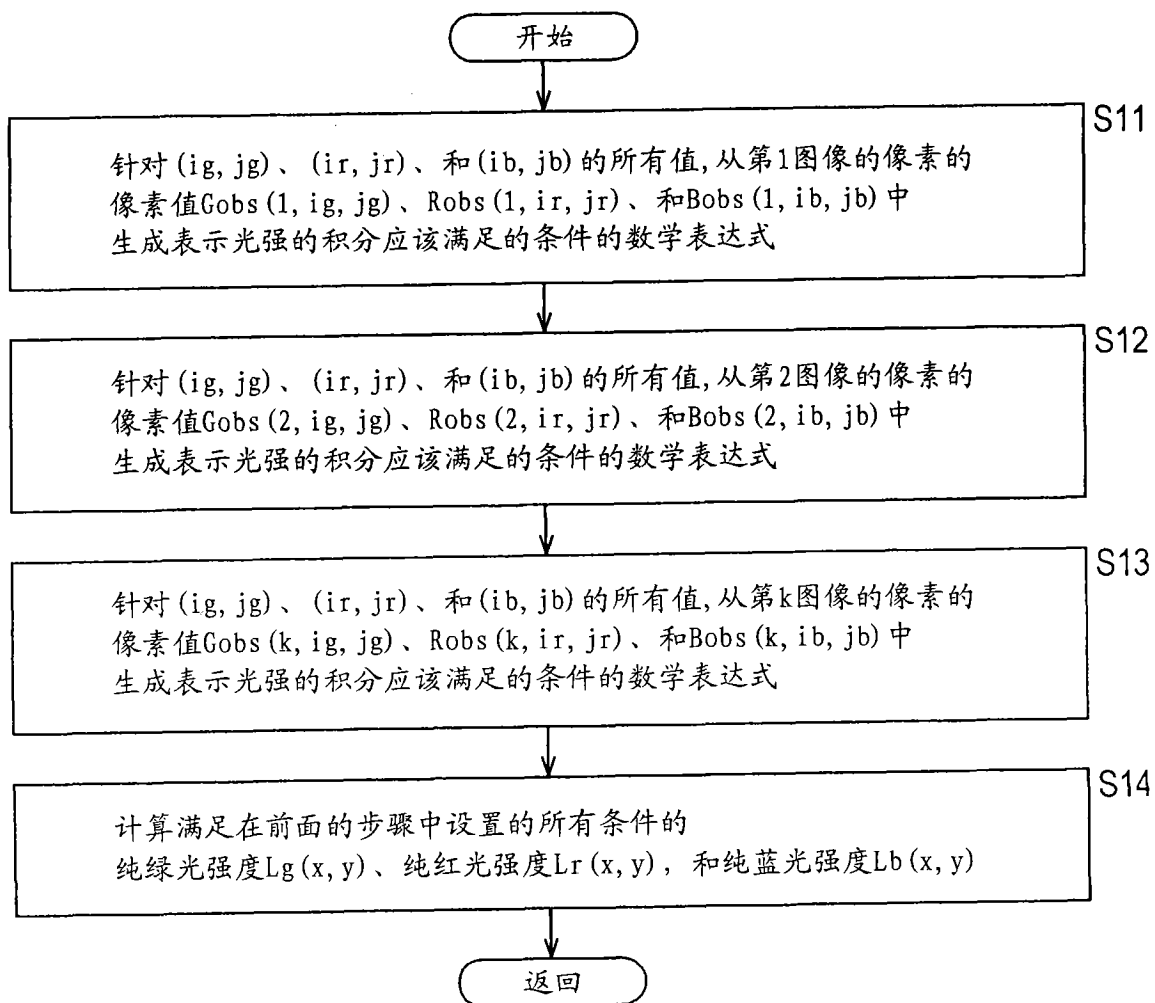 开始
S11
针对(ig, jg)、(ir, jr)、和(ib, jb)的所有值,从第1图像的像素的
像素值Gobs(1, ig, jg)、Robs(1, ir, jr)、和Bobs(1, ib, jb)中
生成表示光强的积分应该满足的条件的数学表达式
S12
针对(ig, jg)、(ir, jr)、和(ib, jb)的所有值,从第2图像的像素的
像素值Gobs(2, ig, jg)、Robs(2, ir, jr)、和Bobs(2, ib, jb)中
生成表示光强的积分应该满足的条件的数学表达式
S13
针对(ig, jg)、(ir, jr)、和(ib, jb)的所有值,从第k图像的像素的
像素值Gobs(k, ig, jg)、Robs(k, ir, jr)、和Bobs(k, ib, jb)中
生成表示光强的积分应该满足的条件的数学表达式
S14
计算满足在前面的步骤中设置的所有条件的
纯绿光强度Lg(x, y)、纯红光强度Lr(x, y), 和纯蓝光强度Lb(x, y)
返回